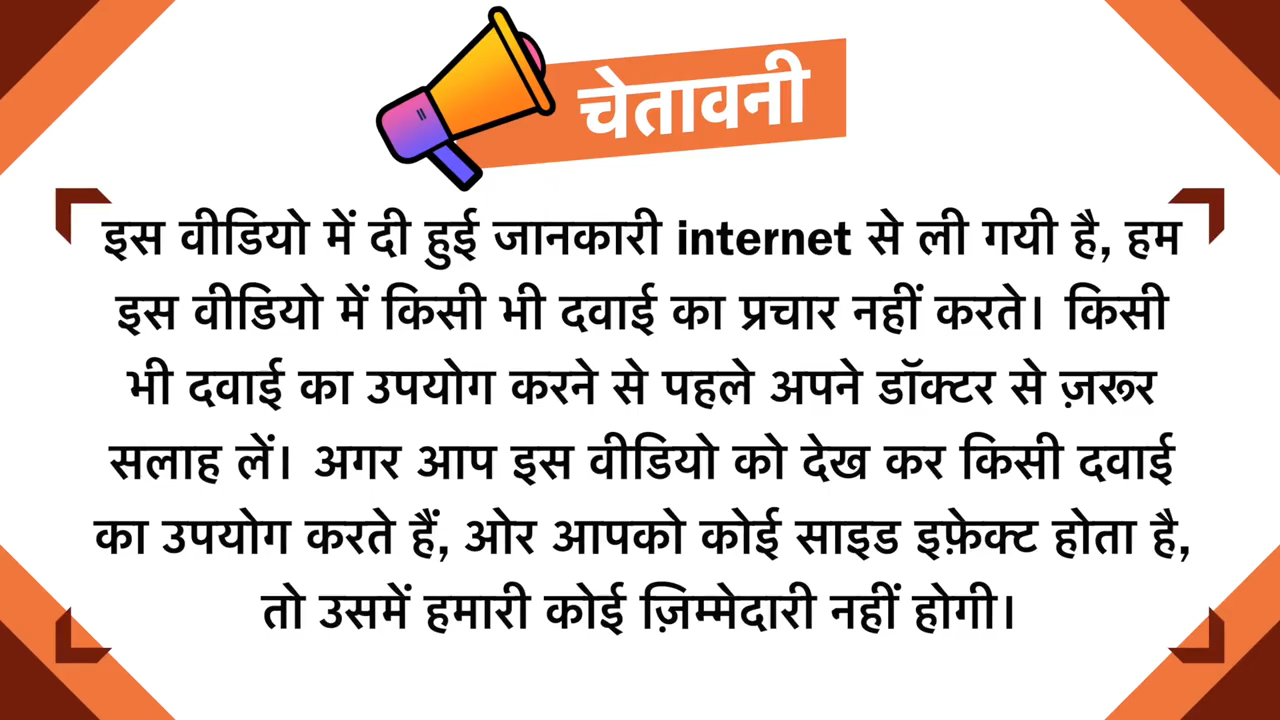 चेतावनी
इस वीडियो में दी हुई जानकारी internet से ली गयी है, हम
इस वीडियो में किसी भी दवाई का प्रचार नहीं करते। किसी
भी दवाई का उपयोग करने से पहले अपने डॉक्टर से ज़रूर
सलाह लें। अगर आप इस वीडियो को देख कर किसी दवाई
का उपयोग करते हैं, ओर आपको कोई साइड इफ़ेक्ट होता है,
तो उसमें हमारी कोई ज़िम्मेदारी नहीं होगी।